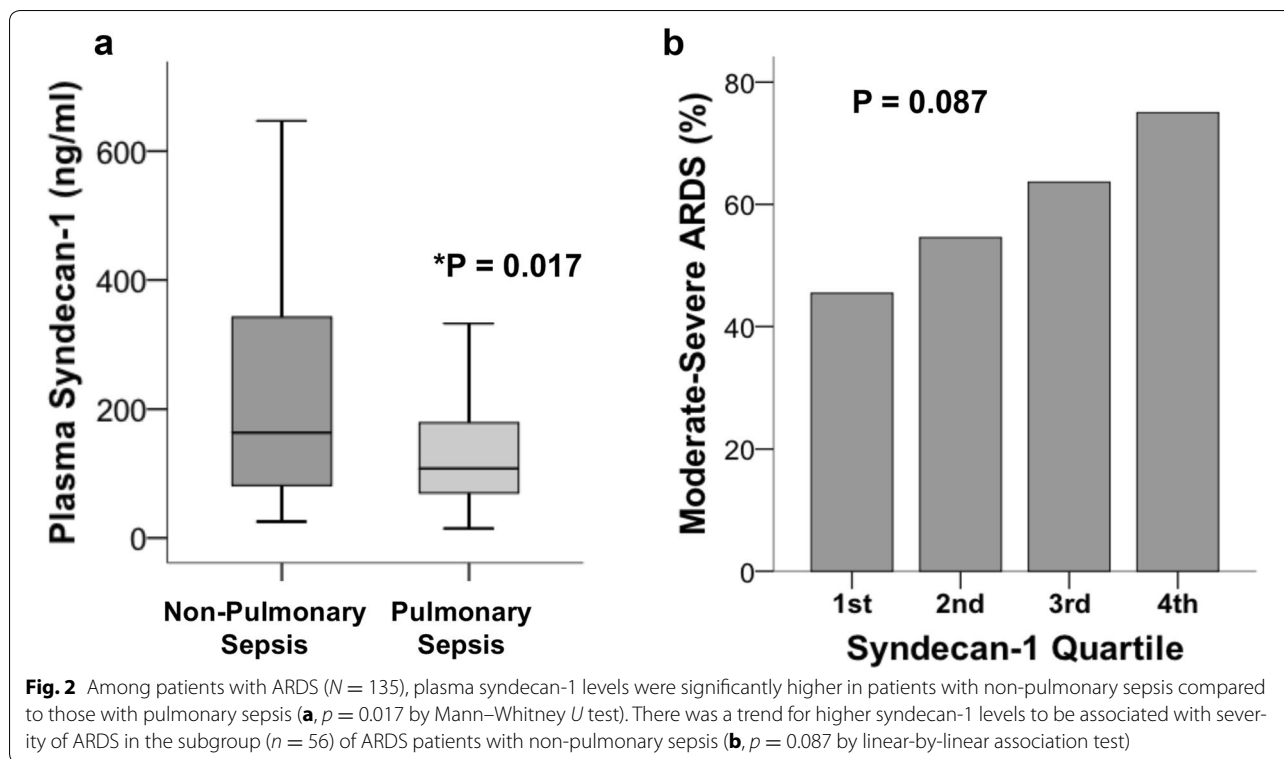 a
Plasma Syndecan-1 (ng/ml)
600
400
200
0
*P = 0.017
Non-Pulmonary
Sepsis
Pulmonary
Sepsis
b
Moderate-Severe ARDS (%)
80
60
40
20
0
P = 0.087
1st 2nd 3rd 4th
Syndecan-1 Quartile
Fig. 2 Among patients with ARDS (N = 135), plasma syndecan-1 levels were significantly higher in patients with non-pulmonary sepsis compared
to those with pulmonary sepsis (a, p = 0.017 by Mann–Whitney U test). There was a trend for higher syndecan-1 levels to be associated with sever-
ity of ARDS in the subgroup (n = 56) of ARDS patients with non-pulmonary sepsis (b, p = 0.087 by linear-by-linear association test)